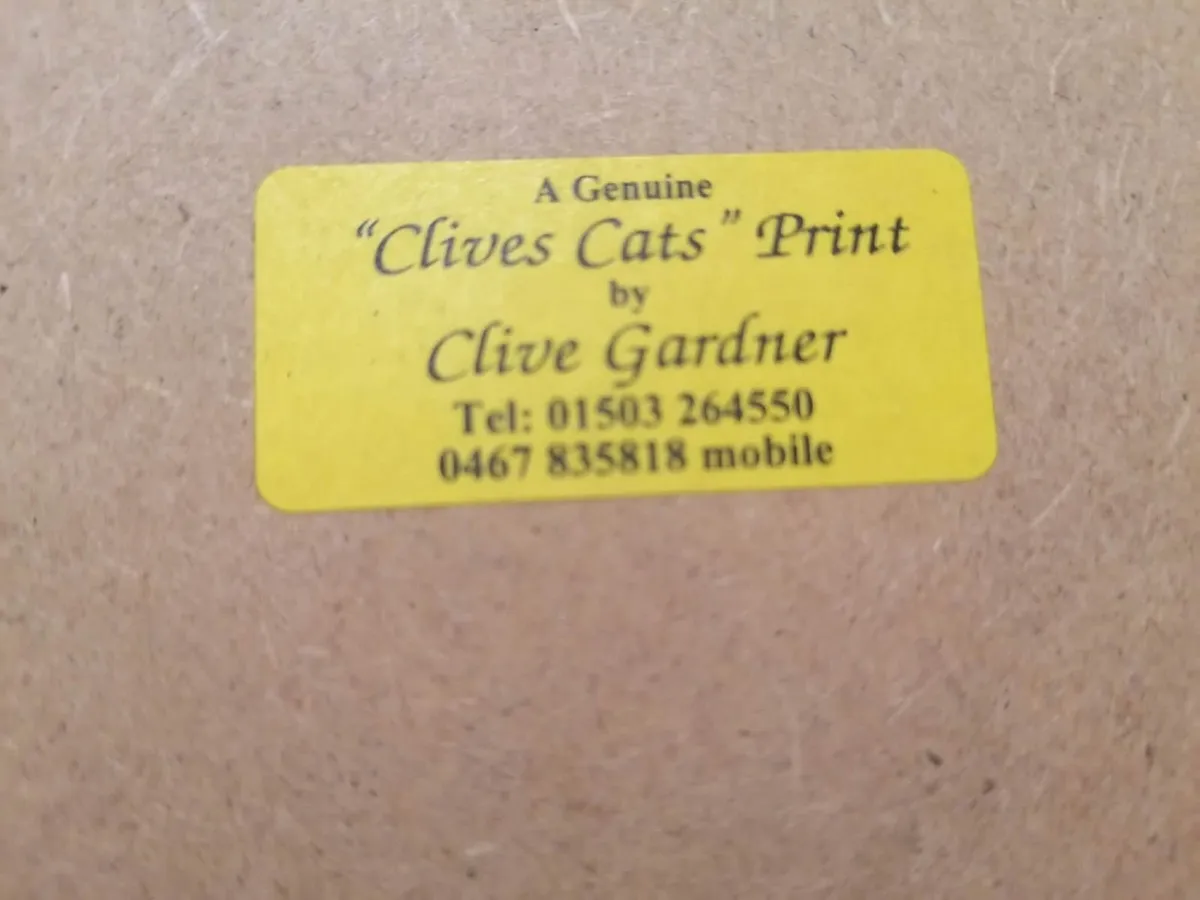 A Genuine
“Clives Cats” Print
by
Clive Gardner
Tel: 01503 264550
0467 835818 mobile